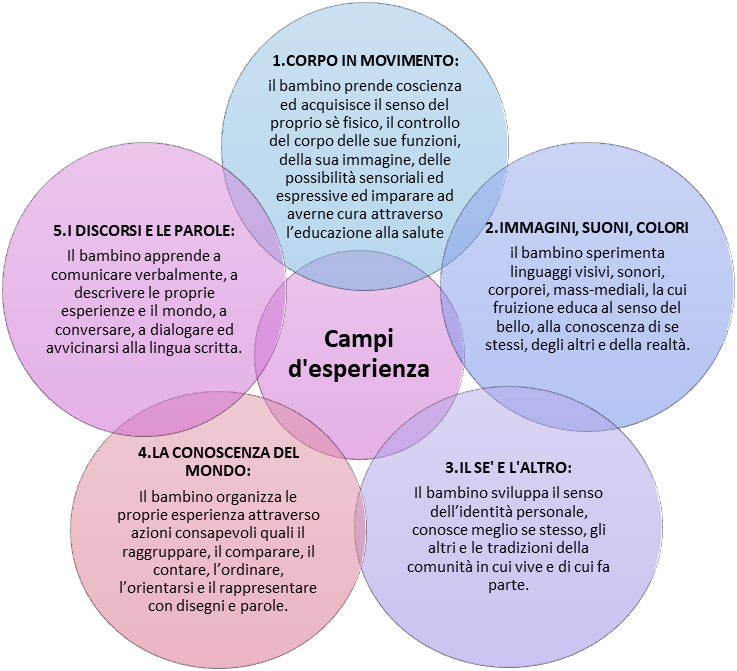 1.CORPO IN MOVIMENTO:
il bambino prende coscienza
ed acquisisce il senso del
proprio sè fisico, il controllo
del corpo delle sue funzioni,
della sua immagine, delle
possibilità sensoriali ed
espressive ed imparare ad
averne cura attraverso
l’educazione alla salute
2.IMMAGINI, SUONI, COLORI
il bambino sperimenta
linguaggi visivi, sonori,
corporei, mass-mediali, la cui
fruizione educa al senso del
bello, alla conoscenza di se
stessi, degli altri e della realtà.
3.IL SE' E L'ALTRO:
Il bambino sviluppa il senso
dell’identità personale,
conosce meglio se stesso, gli
altri e le tradizioni della
comunità in cui vive e di cui fa
parte.
4.LA CONOSCENZA DEL
MONDO:
Il bambino organizza le
proprie esperienza attraverso
azioni consapevoli quali il
raggruppare, il comparare, il
contare, l’ordinare,
l’orientarsi e il rappresentare
con disegni e parole.
5.I DISCORSI E LE PAROLE:
Il bambino apprende a
comunicare verbalmente, a
descrivere le proprie
esperienze e il mondo, a
conversare, a dialogare ed
avvicinarsi alla lingua scritta.
Campi
d'esperienza